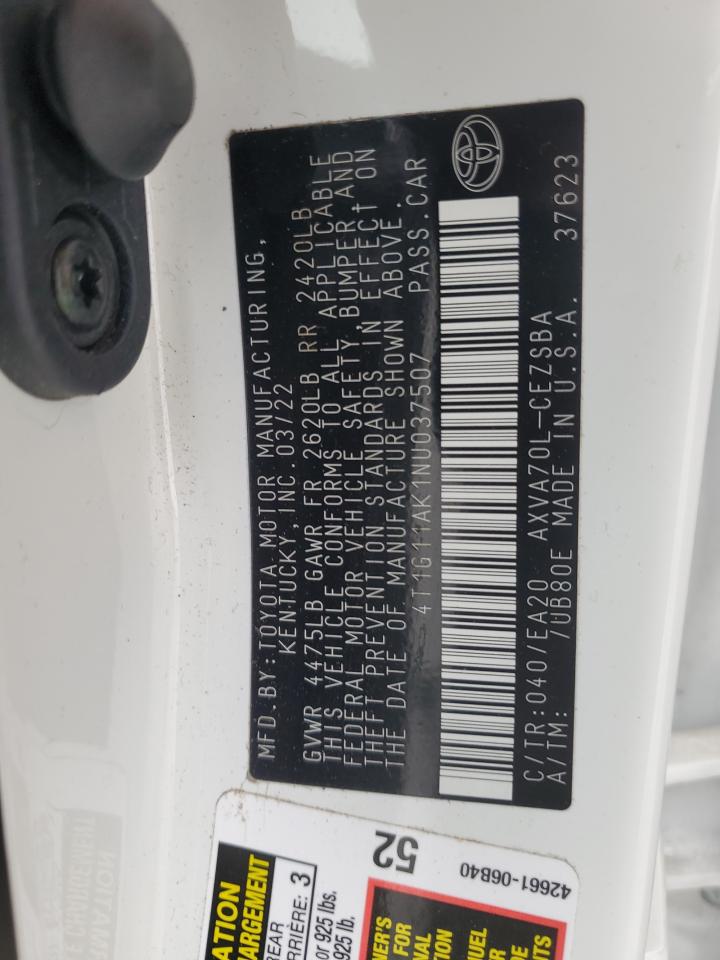 MFD.BY:TOYOTA MOTOR MANUFACTURING,
KENTUCKY,INC.03/22
GVWR 4475LB GAWR FR 2620LB RR 2420LB
THIS VEHICLE CONFORMS TO ALL APPLICABLE
FEDERAL MOTOR VEHICLE SAFETY,BUMPER,AND
THEFT PREVENTION STANDARDS IN EFFECT ON
THE DATE OF MANUFACTURE SHOWN ABOVE.
4T1G11AK1NU037507 PASS.CAR
C/TR:040/EA20 AXVA70L-CEZSBA 37623
A/TM: /UB80E MADE IN U.S.A.
52
42661-06B40
REAR
3
or 925 lbs.
925 lb.
FOR